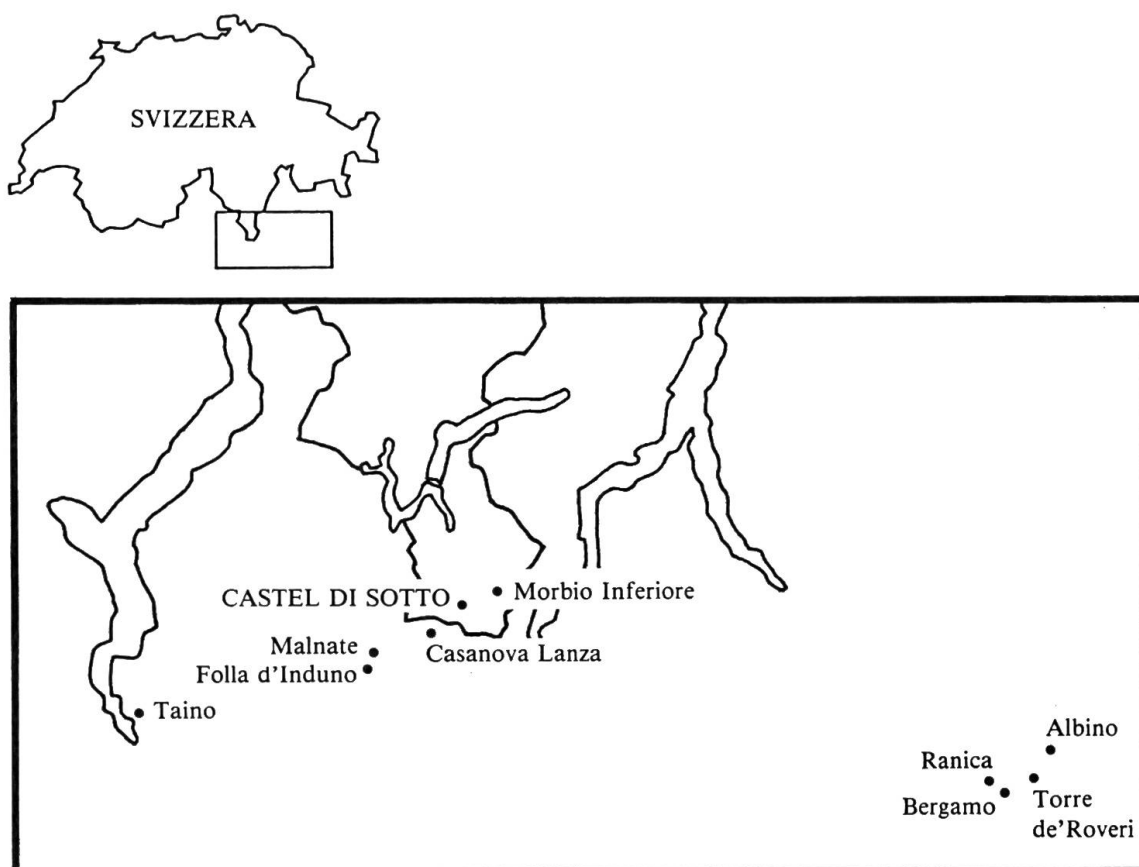 SVIZZERA
CASTEL DI SOTTO
Morbio Inferiore
Malnate
Casanova Lanza
Folla d'Induno
Taino
Albino
Ranica
Bergamo
Torre
de'Roveri